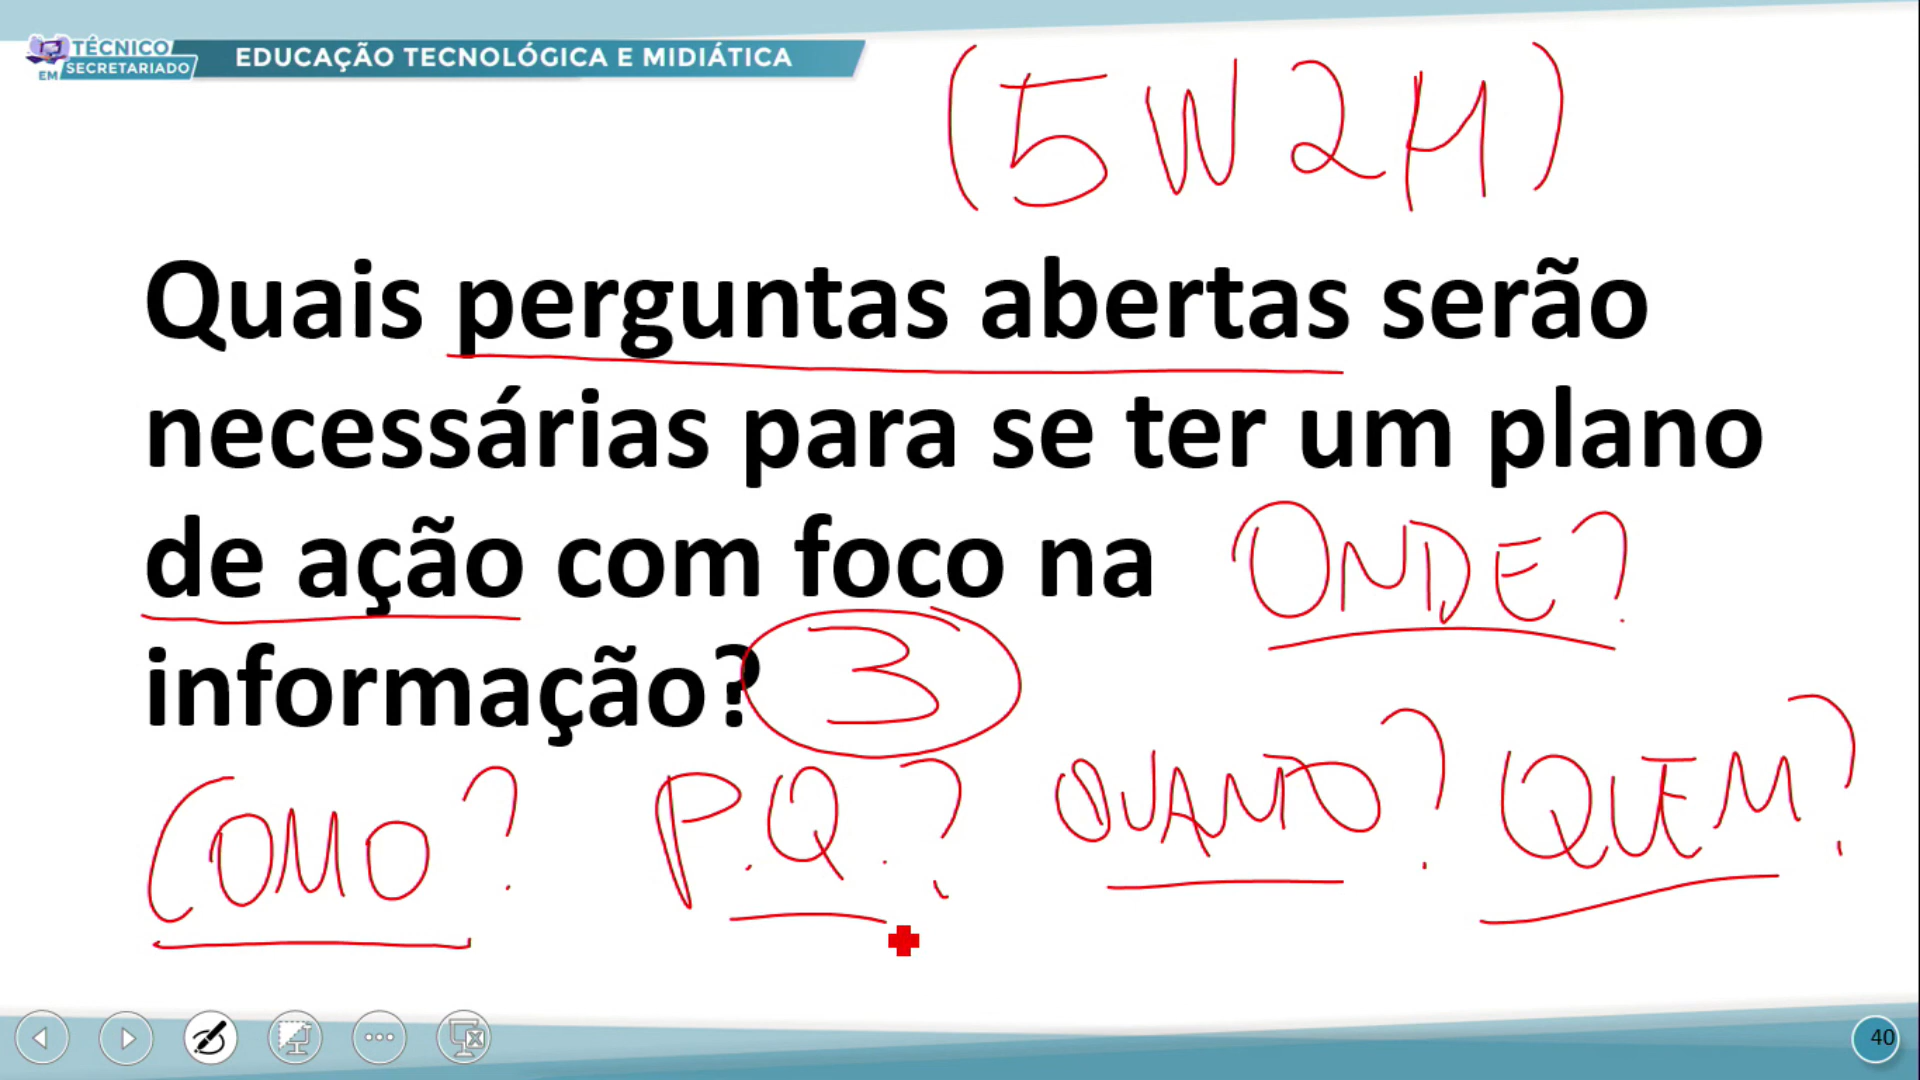 TÉCNICO
EM SECRETARIADO
EDUCAÇÃO TECNOLÓGICA E MIDIÁTICA
(5W2H)
Quais perguntas abertas serão
necessárias para se ter um plano
de ação com foco na ONDE?
informação? 3
COMO? P.Q.? QUANTO? QUEM?
40